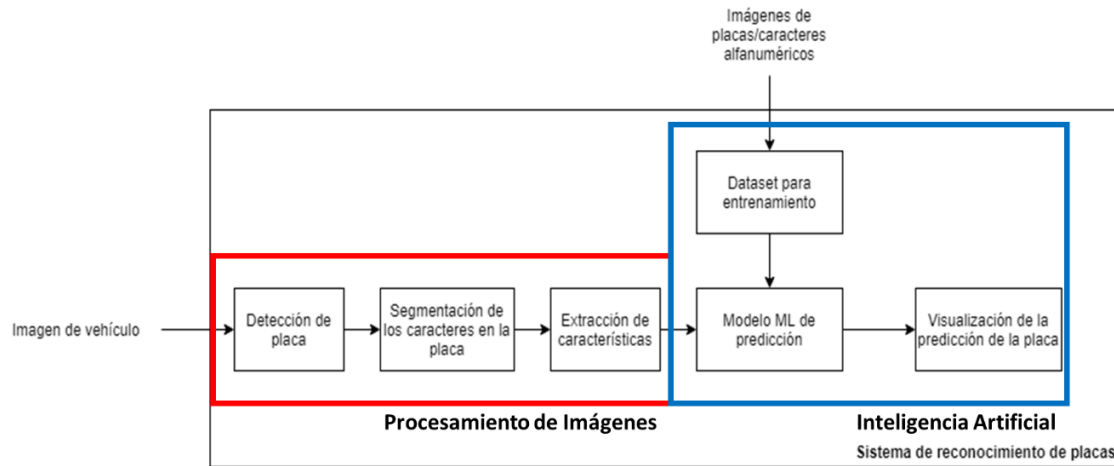 Imágenes de
placas/caracteres
alfanuméricos
Dataset para
entrenamiento
Imagen de vehículo
Detección de
placa
Segmentación de
los caracteres en la
placa
Extracción de
características
Modelo ML de
predicción
Visualización de la
predicción de la placa
Procesamiento de Imágenes
Inteligencia Artificial
Sistema de reconocimiento de placas